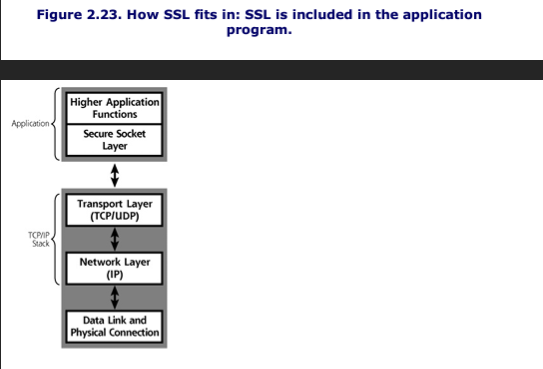 Figure 2.23. How SSL fits in: SSL is included in the application
program.
Application
Higher Application
Functions
Secure Socket
Layer
TCP/IP
Stack
Transport Layer
(TCP/UDP)
Network Layer
(IP)
Data Link and
Physical Connection